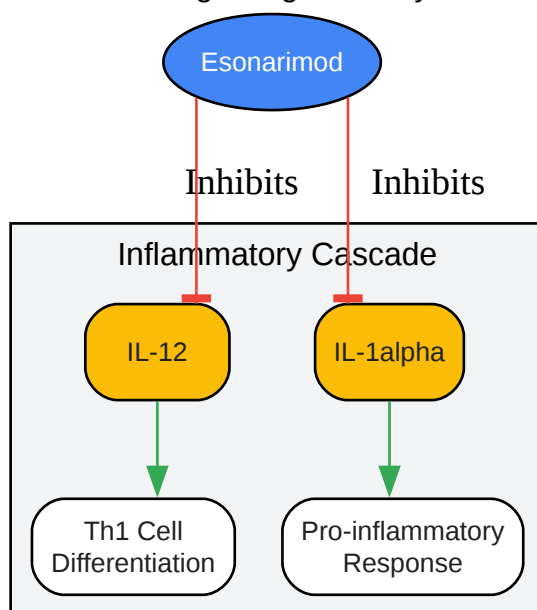 Esonarimod
Inhibits
Inhibits
Inflammatory Cascade
IL-12
IL-1alpha
Th1 Cell
Differentiation
Pro-inflammatory
Response